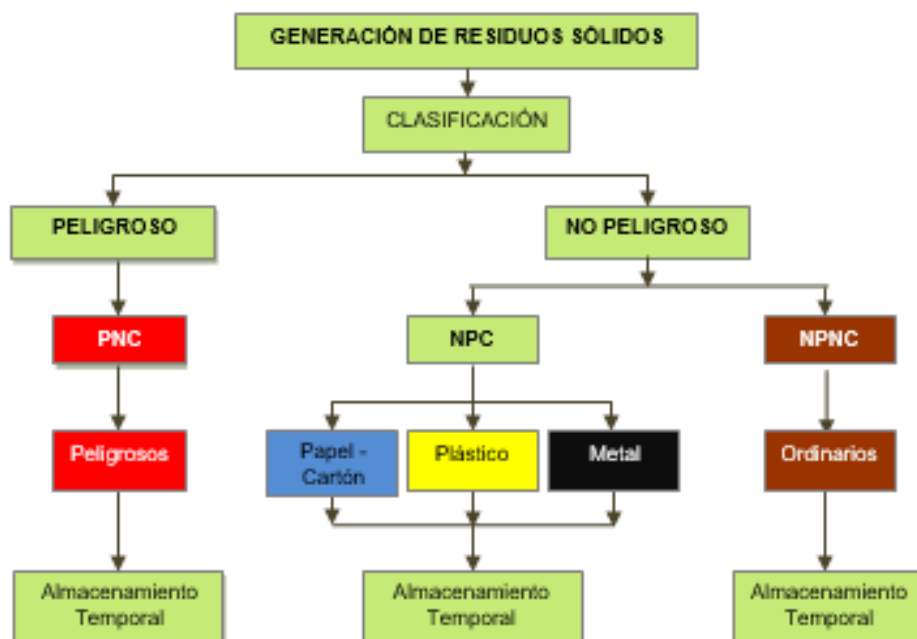 GENERACIÓN DE RESIDUOS SÓLIDOS
CLASIFICACIÓN
PELIGROSO
NO PELIGROSO
PNC
NPC
NPNC
Peligrosos
Papel -
Cartón
Plástico
Metal
Ordinarios
Almacenamiento
Temporal
Almacenamiento
Temporal
Almacenamiento
Temporal